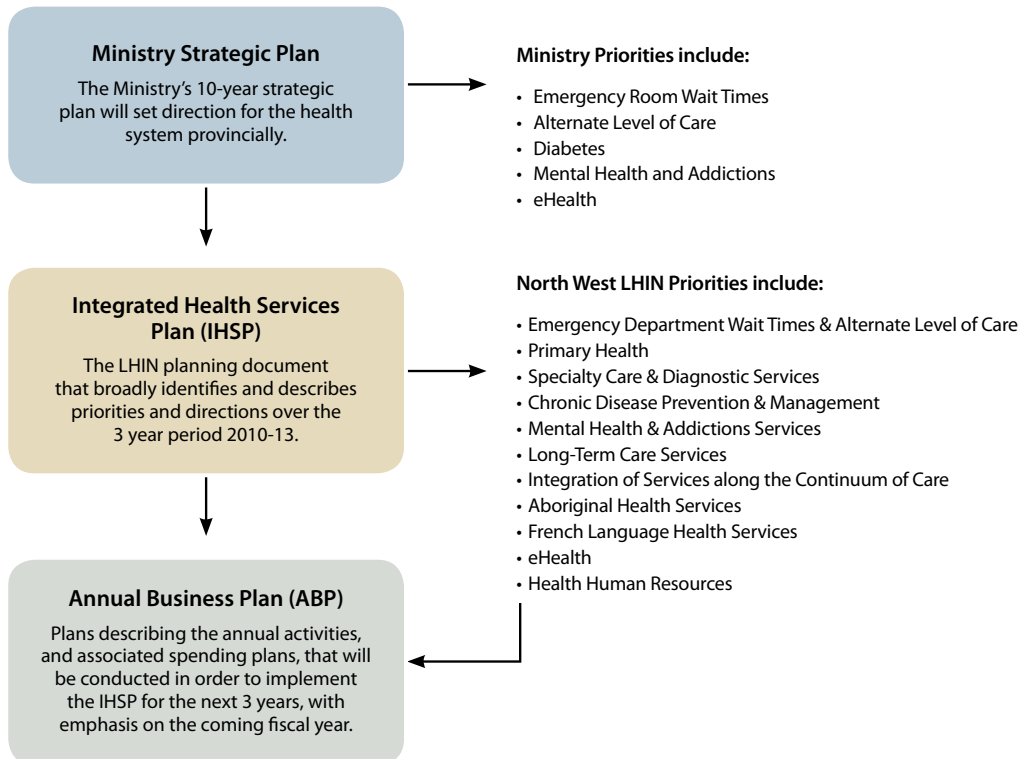 Ministry Strategic Plan
The Ministry's 10-year strategic
plan will set direction for the health
system provincially.
Ministry Priorities include:
• Emergency Room Wait Times
• Alternate Level of Care
• Diabetes
• Mental Health and Addictions
• eHealth
Integrated Health Services
Plan (IHSP)
The LHIN planning document
that broadly identifies and describes
priorities and directions over the
3 year period 2010-13.
North West LHIN Priorities include:
• Emergency Department Wait Times & Alternate Level of Care
• Primary Health
• Specialty Care & Diagnostic Services
• Chronic Disease Prevention & Management
• Mental Health & Addictions Services
• Long-Term Care Services
• Integration of Services along the Continuum of Care
• Aboriginal Health Services
• French Language Health Services
• eHealth
• Health Human Resources
Annual Business Plan (ABP)
Plans describing the annual activities,
and associated spending plans, that will
be conducted in order to implement
the IHSP for the next 3 years, with
emphasis on the coming fiscal year.